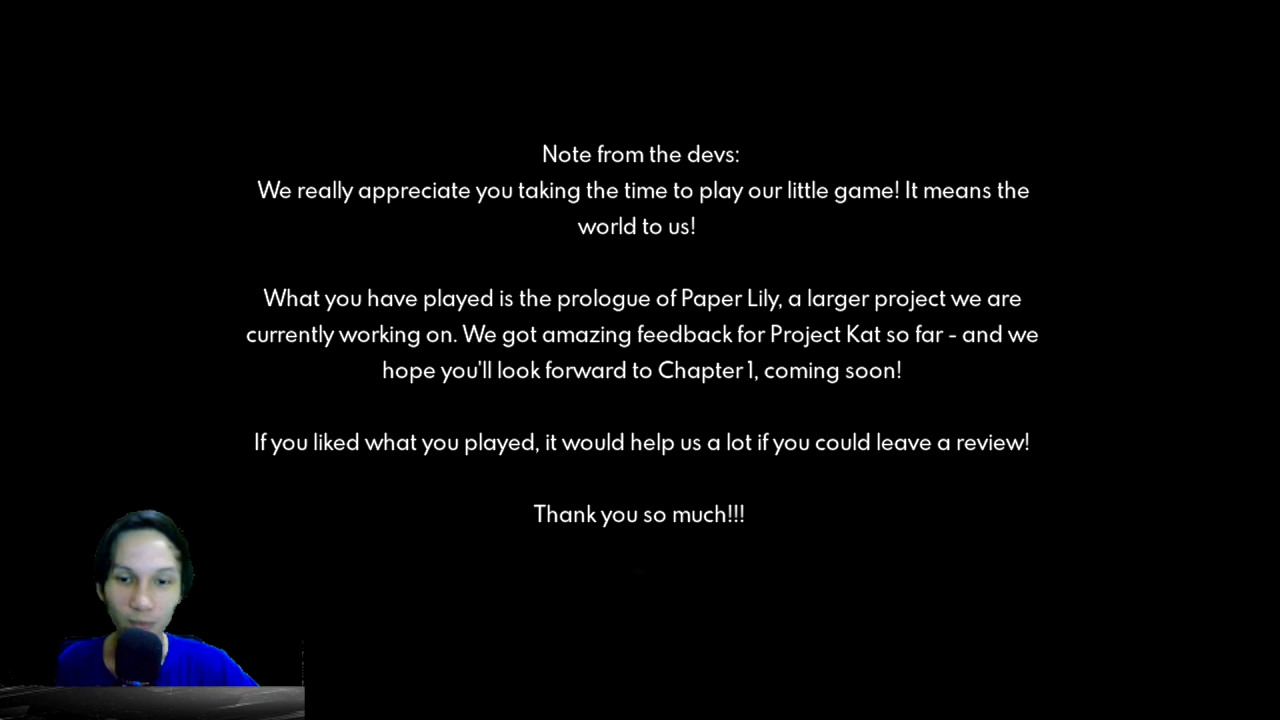 Note from the devs:
We really appreciate you taking the time to play our little game! It means the
world to us!
What you have played is the prologue of Paper Lily, a larger project we are
currently working on. We got amazing feedback for Project Kat so far - and we
hope you'll look forward to Chapter 1, coming soon!
If you liked what you played, it would help us a lot if you could leave a review!
Thank you so much!!!